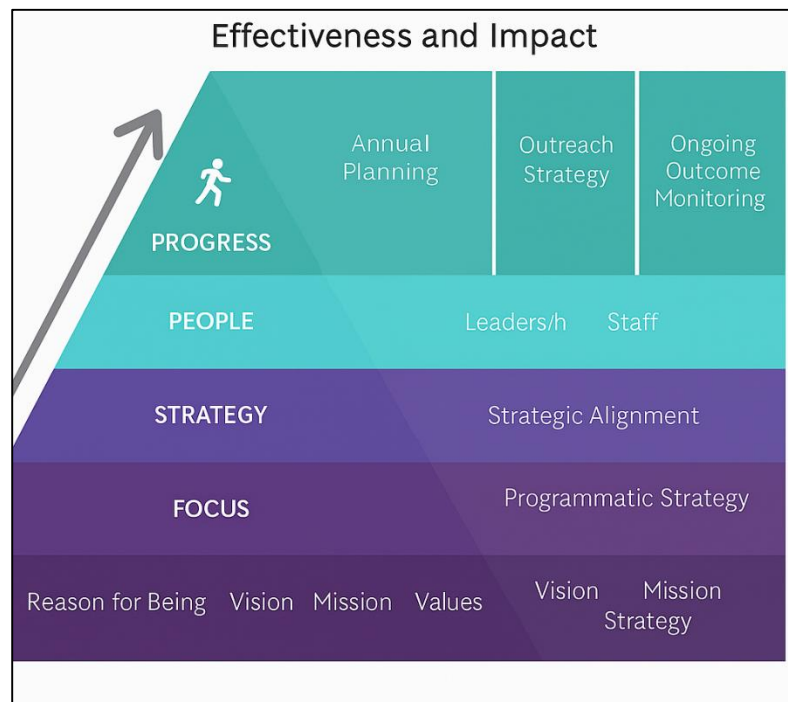 Effectiveness and Impact
Annual
Planning
Outreach
Strategy
Ongoing
Outcome
Monitoring
PROGRESS
PEOPLE
Leaders/h Staff
STRATEGY
Strategic Alignment
FOCUS
Programmatic Strategy
Reason for Being Vision Mission Values
Vision Mission
Strategy